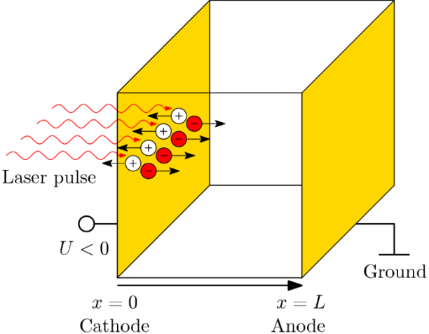 + −
+ −
+ −
+ −
Laser pulse
U < 0
Ground
x = 0
x = L
Cathode
Anode